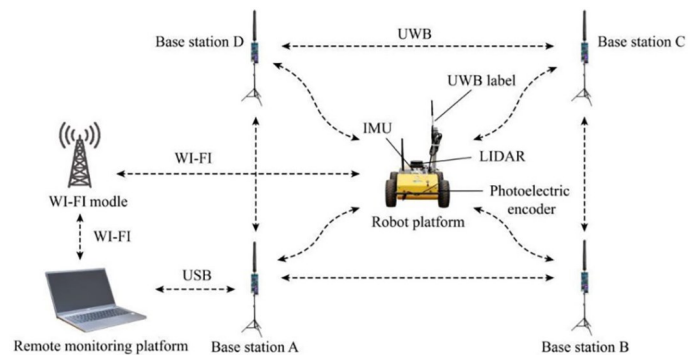 Base station D
UWB
Base station C
UWB label
IMU
WI-FI
LIDAR
WI-FI modle
Photoelectric
encoder
Robot platform
WI-FI
USB
Remote monitoring platform
Base station A
Base station B